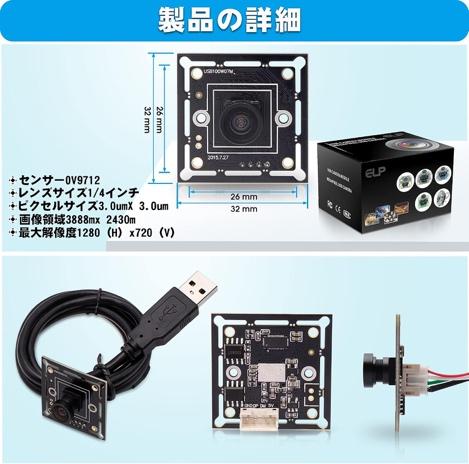 製品の詳細
USB100W07M
32 mm
26 mm
2015.7.27
26 mm
32 mm
センサーOV9712
レンズサイズ1/4インチ
ピクセルサイズ3.0umX 3.0um
画像領域3888mx 2430m
最大解像度1280 (H) x720 (V)
ELP